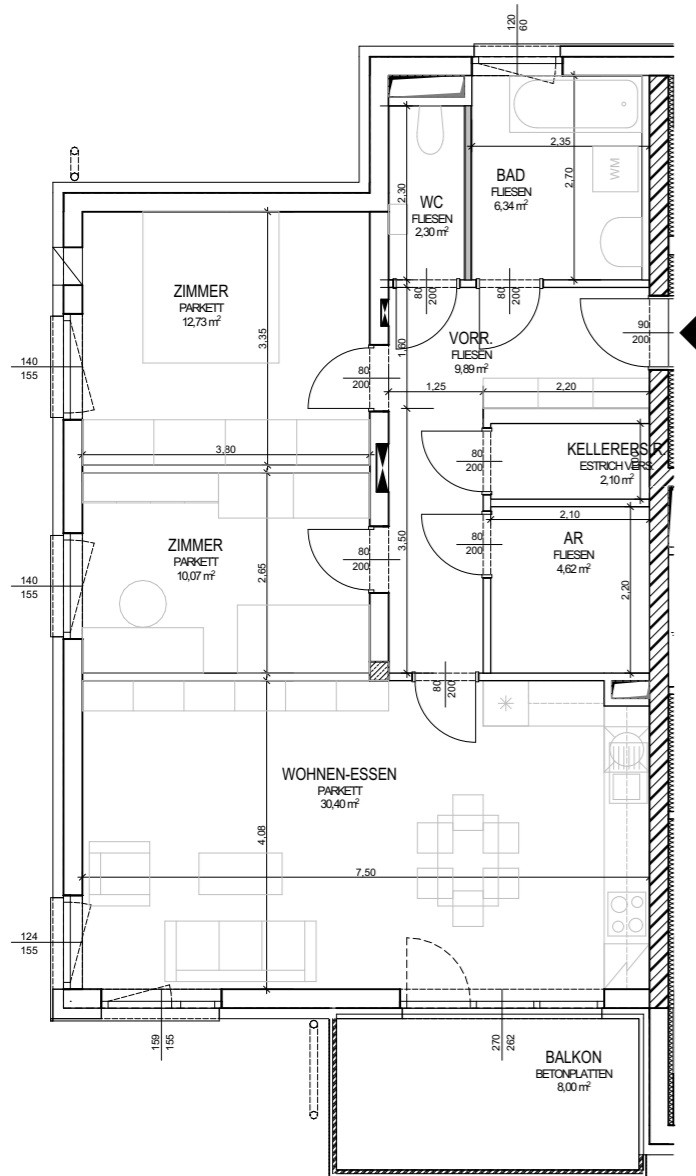 120
60
2,35
BAD
FLIESEN
6,34 m²
WM
2,70
2,30
WC
FLIESEN
2,30 m²
80
200
80
200
ZIMMER
PARKETT
12,73 m²
3,35
140
155
80
200
1,60
VORR.
FLIESEN
9,89 m²
90
200
1,25
2,20
3,80
KELLERERS.R.
ESTRICH VERS.
2,10 m²
80
200
2,10
ZIMMER
PARKETT
10,07 m²
2,65
140
155
80
200
3,50
80
200
AR
FLIESEN
4,62 m²
2,20
80
200
WOHNEN-ESSEN
PARKETT
30,40 m²
4,08
7,50
124
155
159
155
270
262
BALKON
BETONPLATTEN
8,00 m²